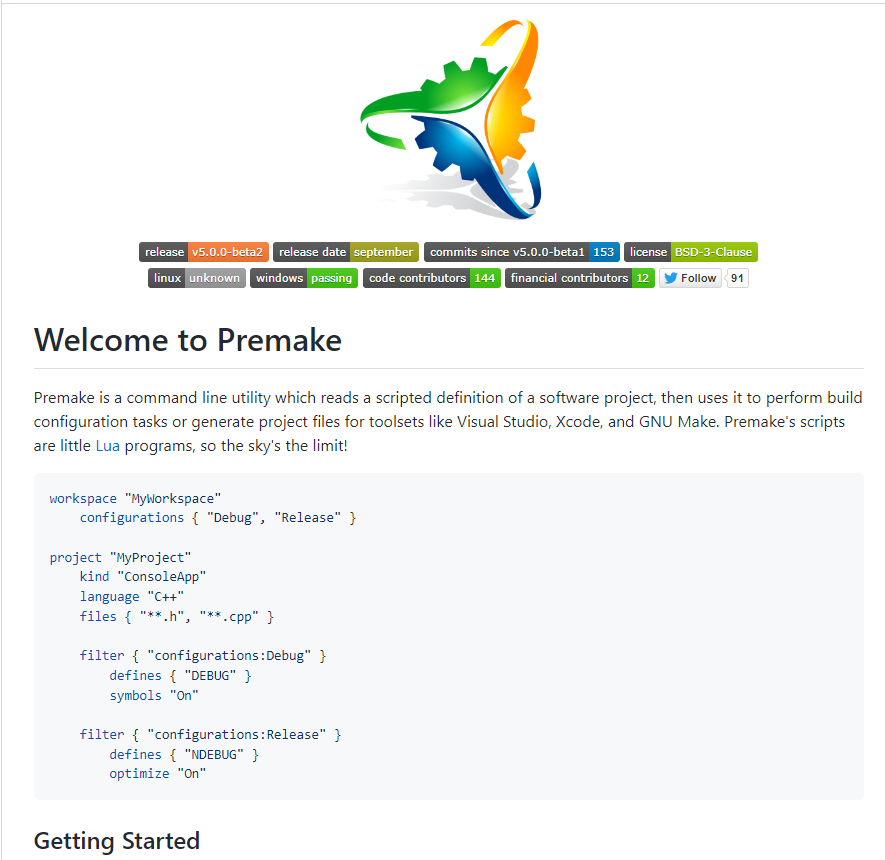 release v5.0.0-beta2 release date september commits since v5.0.0-beta1 153 license BSD-3-Clause
linux unknown windows passing code contributors 144 financial contributors 12 Follow 91
Welcome to Premake
Premake is a command line utility which reads a scripted definition of a software project, then uses it to perform build
configuration tasks or generate project files for toolsets like Visual Studio, Xcode, and GNU Make. Premake's scripts
are little Lua programs, so the sky's the limit!
workspace "MyWorkspace"
    configurations { "Debug", "Release" }
project "MyProject"
    kind "ConsoleApp"
    language "C++"
    files { "**.h", "**.cpp" }
    filter { "configurations:Debug" }
        defines { "DEBUG" }
        symbols "On"
    filter { "configurations:Release" }
        defines { "NDEBUG" }
        optimize "On"
Getting Started